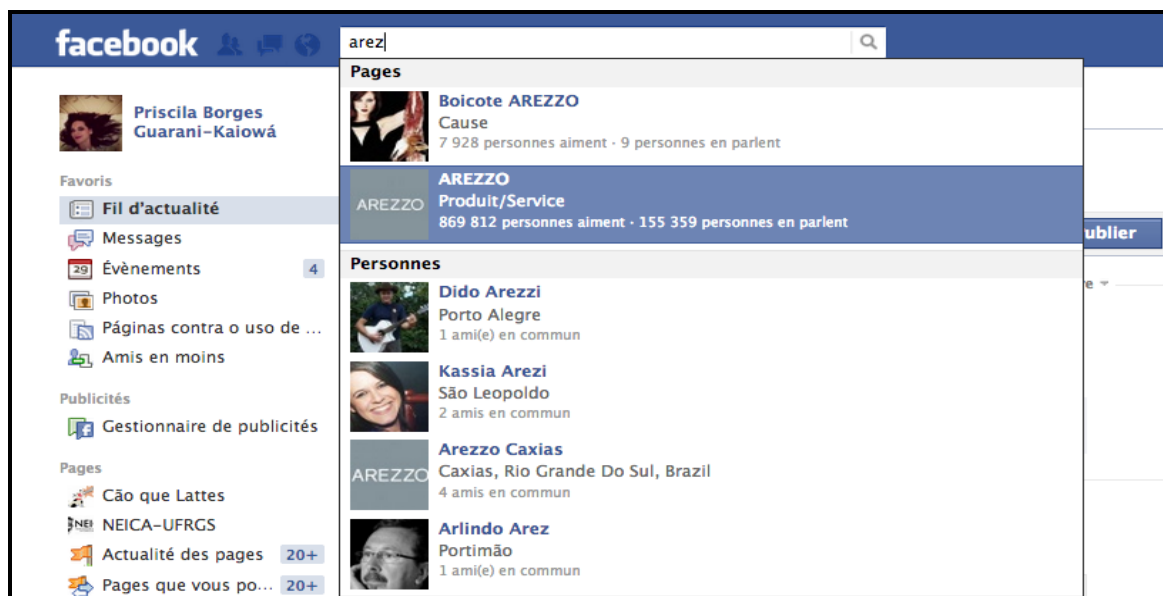 facebook
arez
Pages
Boicote AREZZO
Cause
7 928 personnes aiment · 9 personnes en parlent
AREZZO
AREZZO
Produit/Service
869 812 personnes aiment · 155 359 personnes en parlent
Personnes
Dido Arezzi
Porto Alegre
1 ami(e) en commun
Kassia Arezi
São Leopoldo
2 amis en commun
AREZZO
Arezzo Caxias
Caxias, Rio Grande Do Sul, Brazil
4 amis en commun
Arlindo Arez
Portimão
1 ami(e) en commun
Priscila Borges
Guarani-Kaiowá
Favoris
Fil d'actualité
Messages
29 Évènements 4
Photos
Páginas contra o uso de ...
Amis en moins
Publicités
Gestionnaire de publicités
Pages
Cão que Lattes
NEI NEICA-UFRGS
Actualité des pages 20+
Pages que vous po... 20+
ublier
e